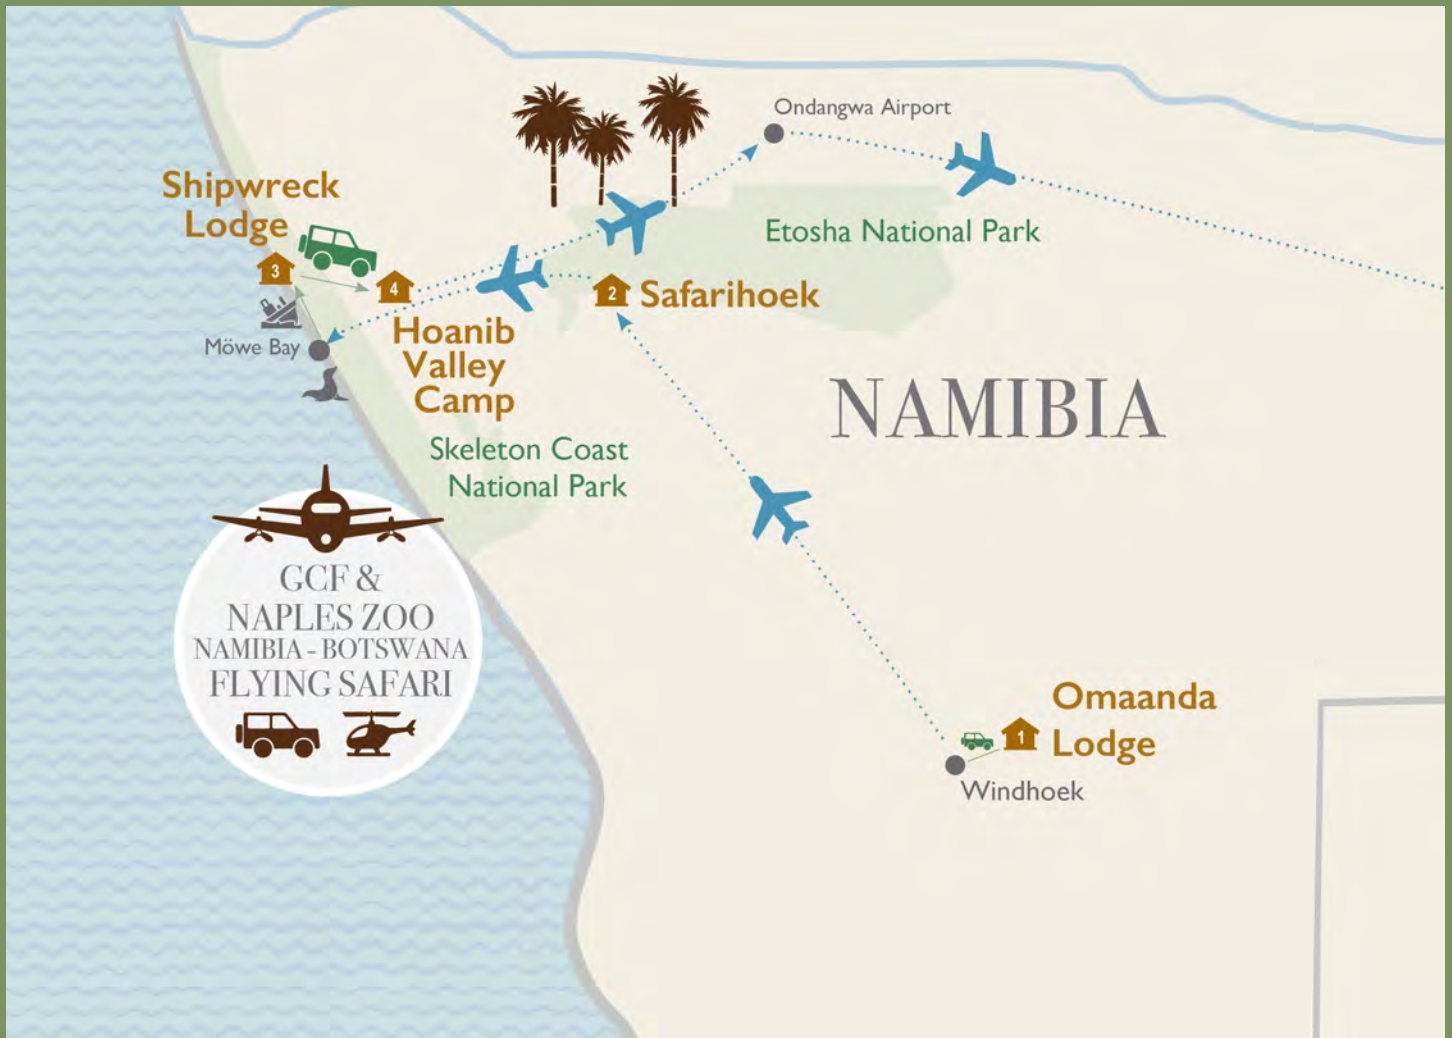 Ondangwa Airport
Shipwreck
Lodge
Etosha National Park
3
4
2
Safarihoek
Hoanib
Valley
Camp
Möwe Bay
NAMIBIA
Skeleton Coast
National Park
GCF &
NAPLES ZOO
NAMIBIA - BOTSWANA
FLYING SAFARI
Omaanda
Lodge
1
Windhoek